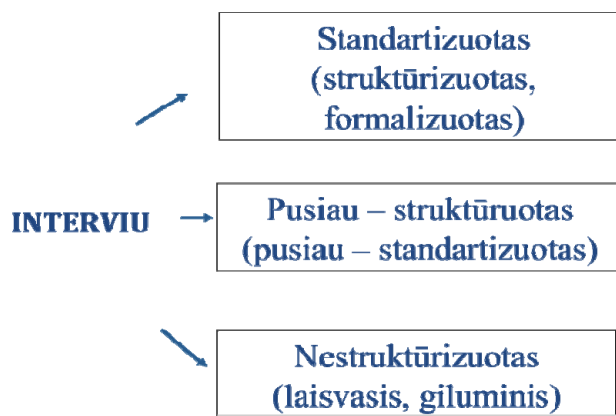 Standartizuotas
(struktūrizuotas,
formalizuotas)
INTERVIU
Pusiau – struktūruotas
(pusiau – standartizuotas)
Nestruktūrizuotas
(laisvasis, giluminis)